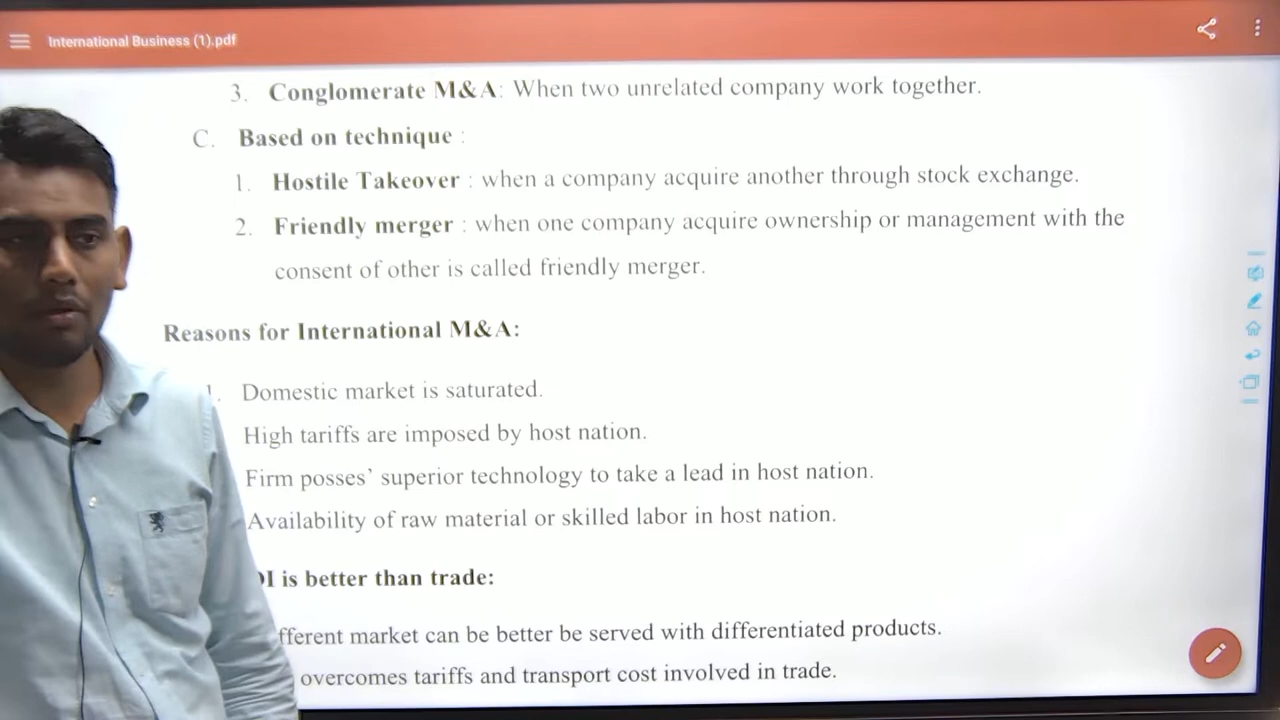 International Business (1).pdf
3. Conglomerate M&A: When two unrelated company work together.
C. Based on technique :
1. Hostile Takeover : when a company acquire another through stock exchange.
2. Friendly merger : when one company acquire ownership or management with the
consent of other is called friendly merger.
Reasons for International M&A:
1. Domestic market is saturated.
High tariffs are imposed by host nation.
Firm posses’ superior technology to take a lead in host nation.
Availability of raw material or skilled labor in host nation.
is better than trade:
market can be better be served with differentiated products.
overcomes tariffs and transport cost involved in trade.